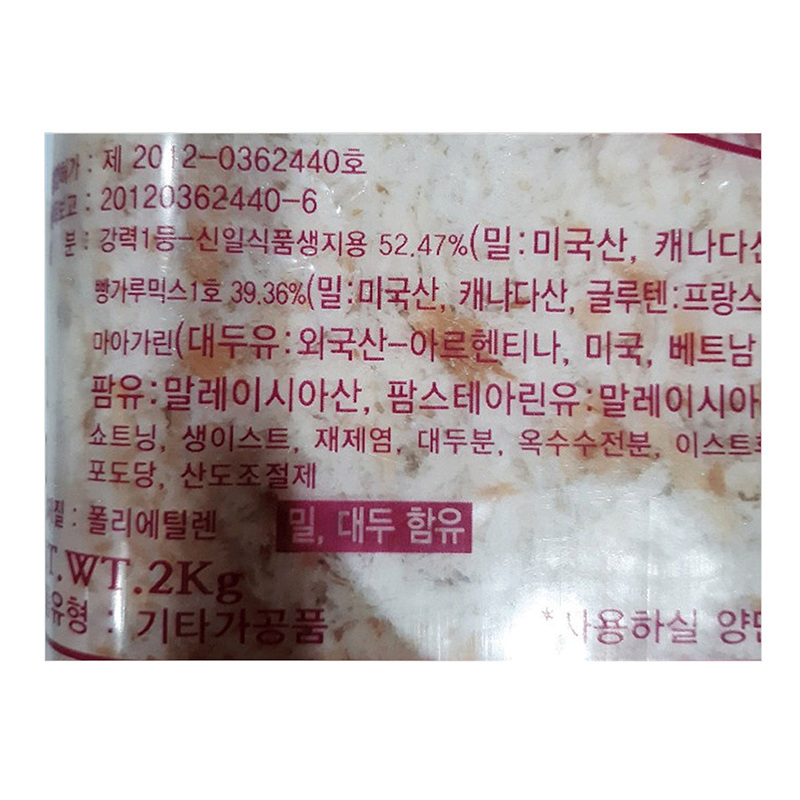 허가 : 제 2012-0362440호
보고 : 20120362440-6
분 : 강력1등-신일식품생지용 52.47%(밀:미국산, 캐나다산
빵가루믹스1호 39.36%(밀:미국산, 캐나다산, 글루텐:프랑스
마아가린(대두유:외국산-아르헨티나, 미국, 베트남
팜유:말레이시아산, 팜스테아린유:말레이시아
쇼트닝, 생이스트, 재제염, 대두분, 옥수수전분, 이스트
포도당, 산도조절제
질 : 폴리에틸렌 밀, 대두 함유
T.WT.2Kg
유형 : 기타가공품 *사용하실 양만